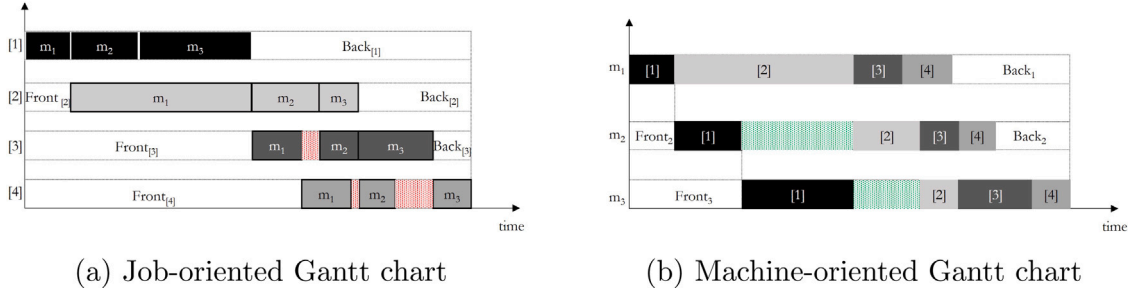 [1] m₁ m₂ m₃ Back[1]
[2] Front[2] m₁ m₂ m₃ Back[2]
[3] Front[3] m₁ m₂ m₃ Back[3]
[4] Front[4] m₁ m₂ m₃
time
(a) Job-oriented Gantt chart
m₁ [1] [2] [3] [4] Back₁
m₂ Front₂ [1] [2] [3] [4] Back₂
m₃ Front₃ [1] [2] [3] [4]
time
(b) Machine-oriented Gantt chart